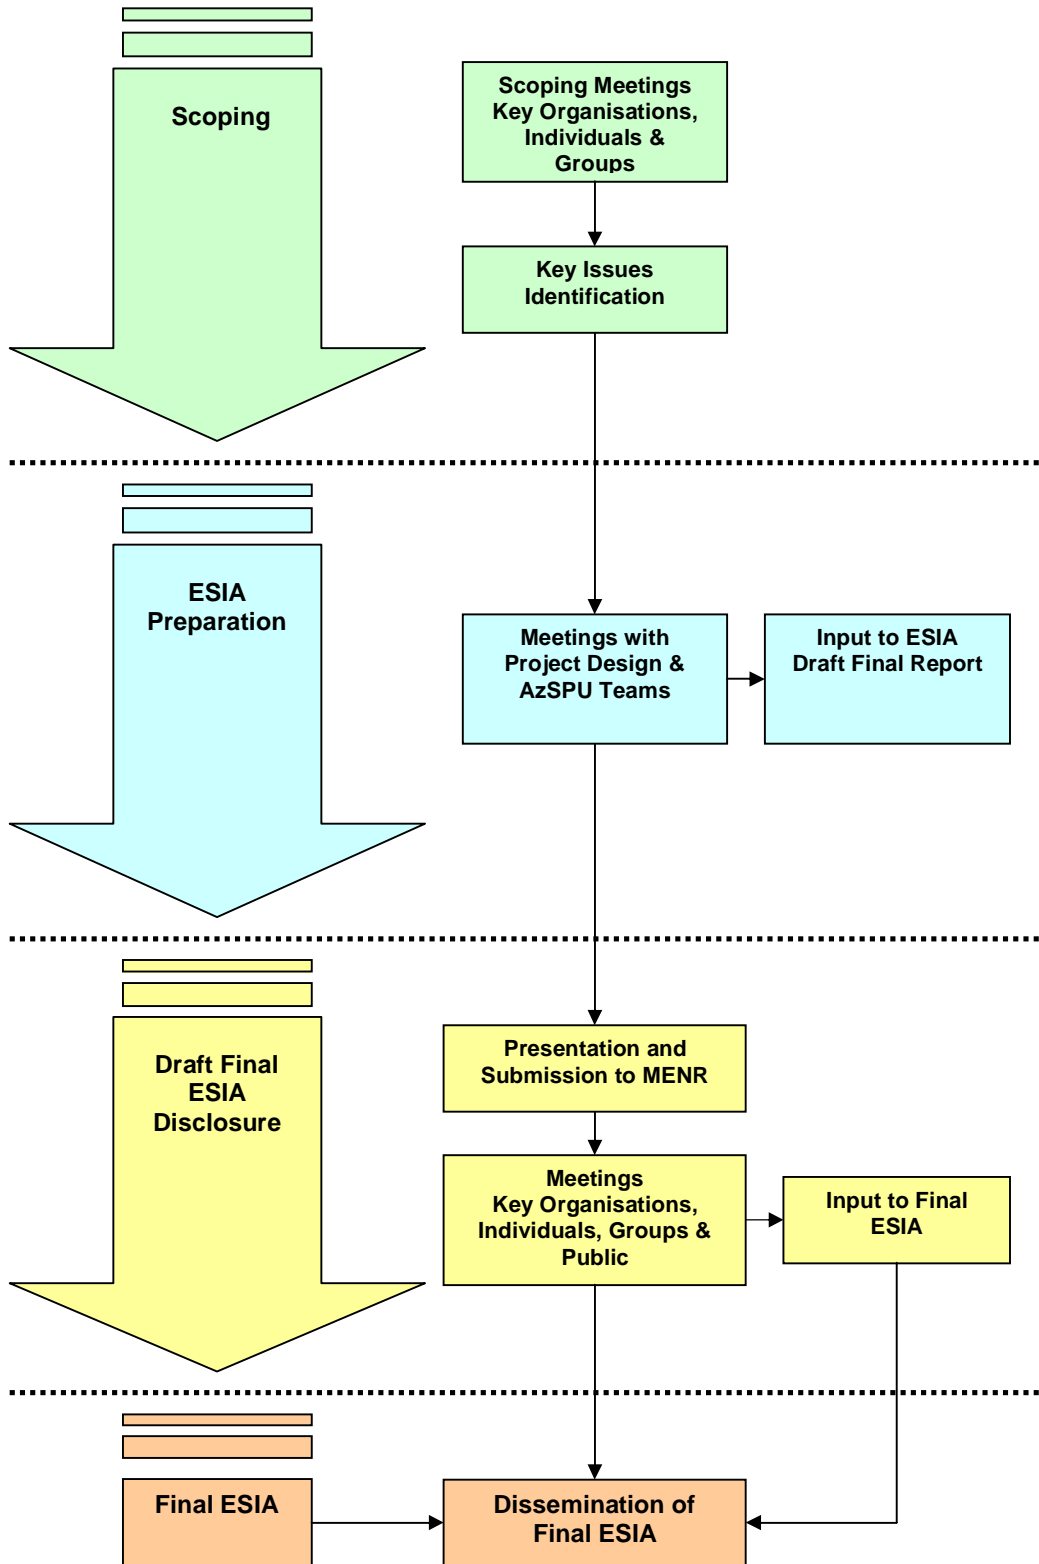 Scoping
Scoping Meetings
Key Organisations,
Individuals &
Groups
Key Issues
Identification
ESIA
Preparation
Meetings with
Project Design &
AzSPU Teams
Input to ESIA
Draft Final Report
Draft Final
ESIA
Disclosure
Presentation and
Submission to MENR
Meetings
Key Organisations,
Individuals, Groups &
Public
Input to Final
ESIA
Final ESIA
Dissemination of
Final ESIA